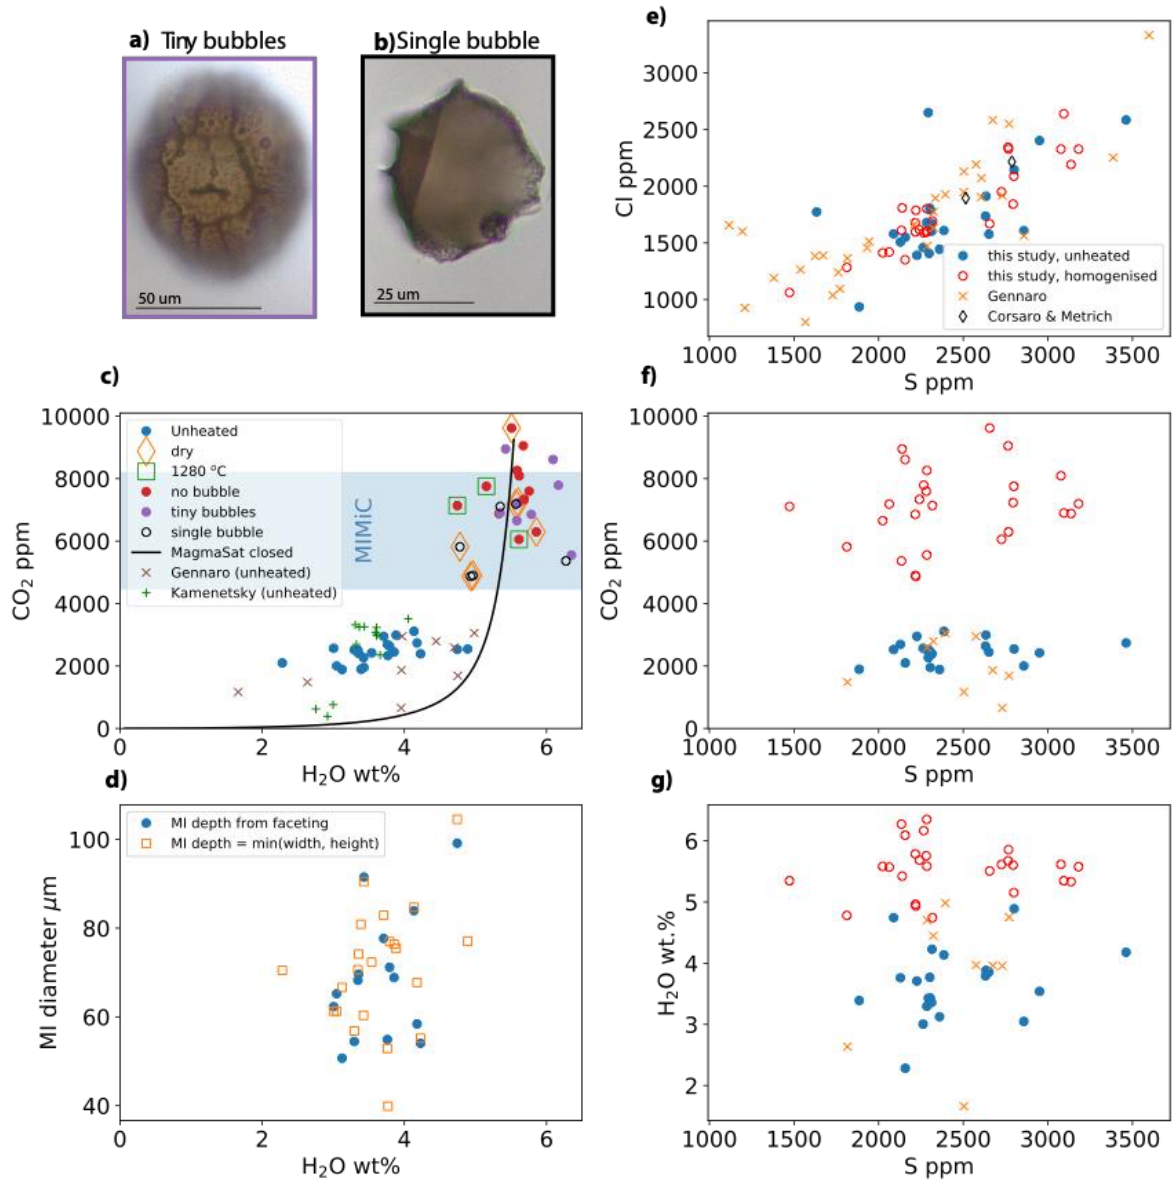 a) Tiny bubbles
b) Single bubble
50 um
25 um
e)
Cl ppm
3000
2500
2000
1500
1000
this study, unheated
this study, homogenised
Gennaro
Corsaro & Metrich
1000 1500 2000 2500 3000 3500
S ppm
c)
CO2 ppm
10000
8000
6000
4000
2000
0
Unheated
dry
1280 °C
no bubble
tiny bubbles
single bubble
MagmaSat closed
Gennaro (unheated)
Kamenetsky (unheated)
MIMiC
0 2 4 6
H2O wt%
f)
CO2 ppm
10000
8000
6000
4000
2000
0
1000 1500 2000 2500 3000 3500
S ppm
d)
MI diameter μm
100
80
60
40
MI depth from faceting
MI depth = min(width, height)
0 2 4 6
H2O wt%
g)
H2O wt.%
6
5
4
3
2
1000 1500 2000 2500 3000 3500
S ppm